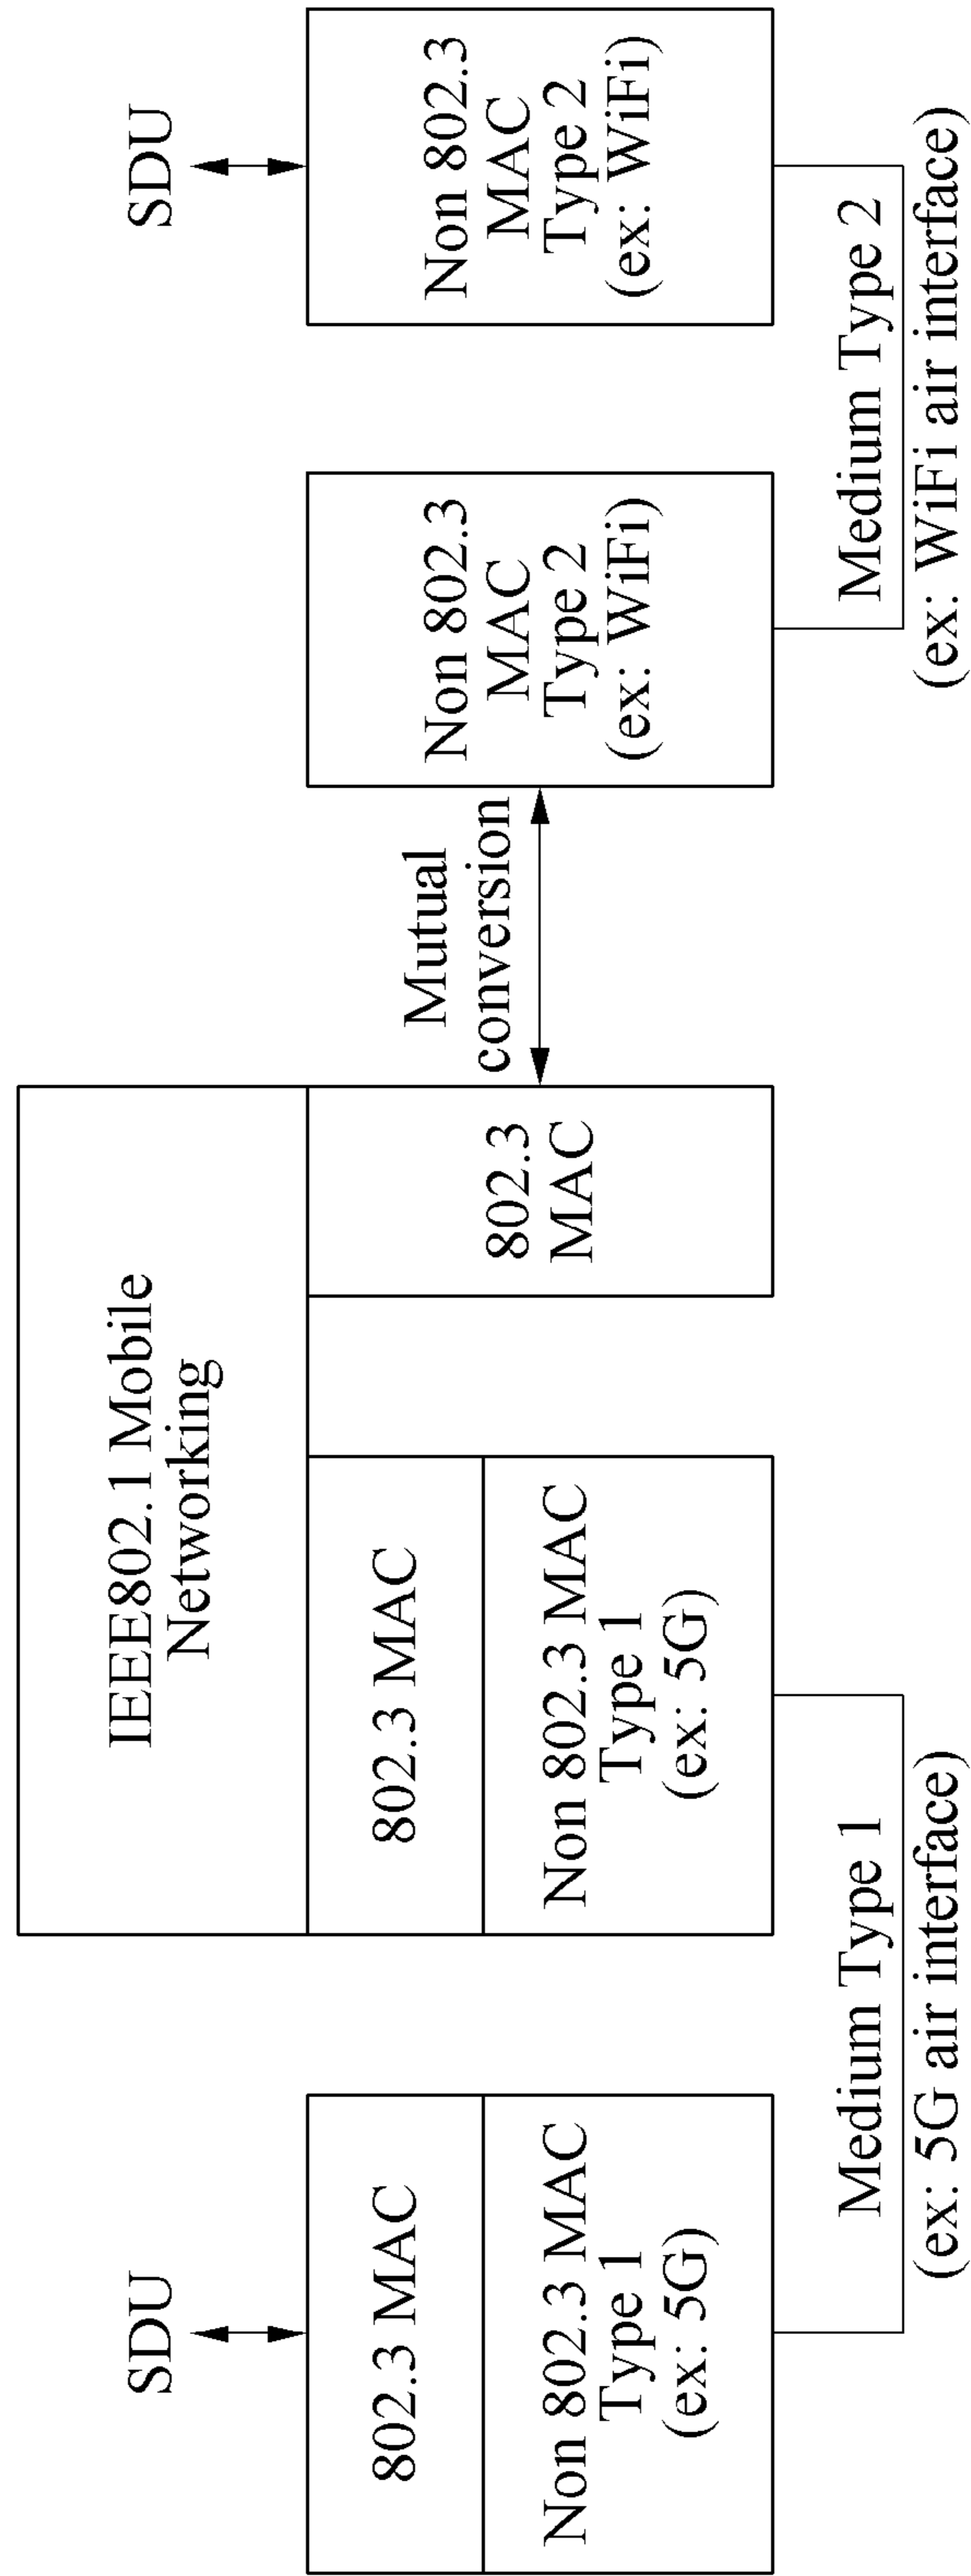 SDU
802.3 MAC
Non 802.3 MAC
Type 1
(ex: 5G)
Medium Type 1
(ex: 5G air interface)
IEEE802.1 Mobile
Networking
802.3 MAC
Non 802.3 MAC
Type 1
(ex: 5G)
802.3
MAC
Mutual
conversion
Non 802.3
MAC
Type 2
(ex: WiFi)
Medium Type 2
(ex: WiFi air interface)
SDU
Non 802.3
MAC
Type 2
(ex: WiFi)